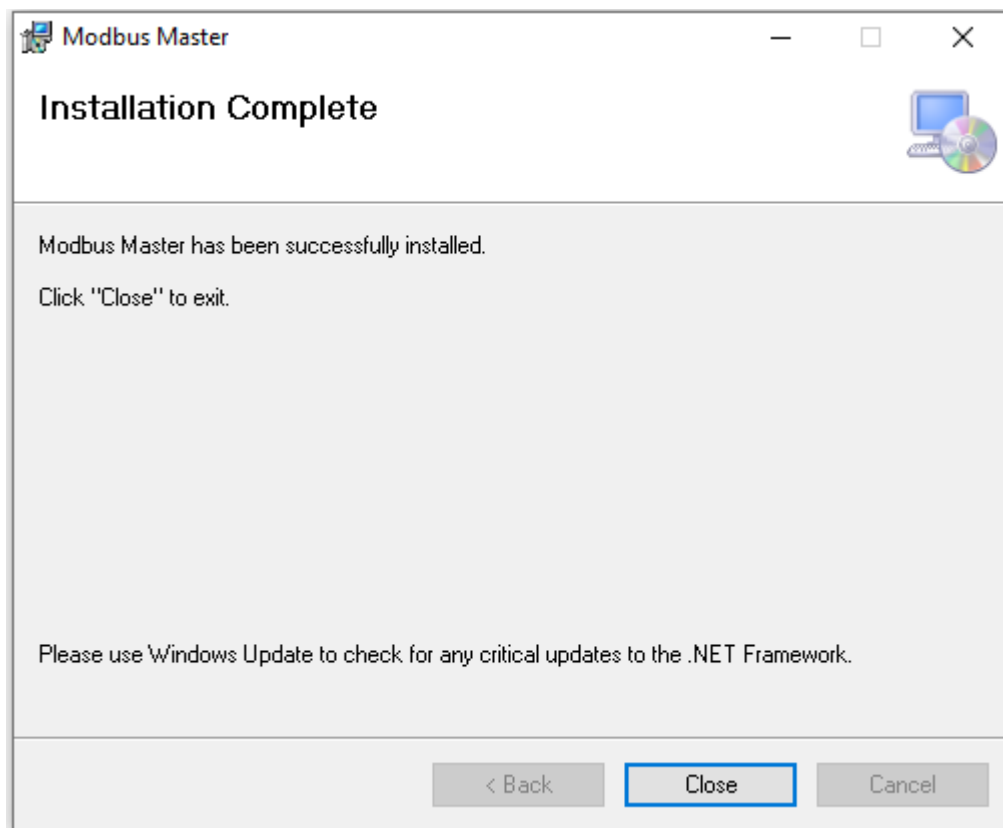 Modbus Master
Installation Complete
Modbus Master has been successfully installed.
Click "Close" to exit.
Please use Windows Update to check for any critical updates to the .NET Framework.
< Back
Close
Cancel